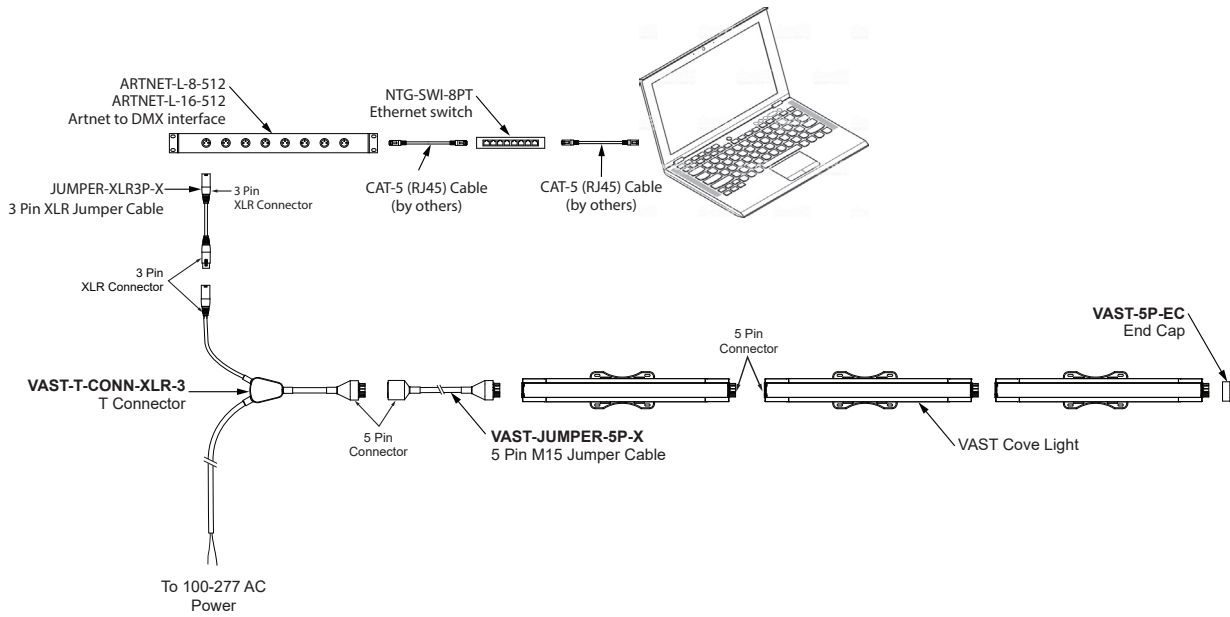 ARTNET-L-8-512
ARTNET-L-16-512
Artnet to DMX interface
NTG-SWI-8PT
Ethernet switch
CAT-5 (RJ45) Cable
(by others)
CAT-5 (RJ45) Cable
(by others)
JUMPER-XLR3P-X
3 Pin XLR Jumper Cable
3 Pin
XLR Connector
3 Pin
XLR Connector
VAST-T-CONN-XLR-3
T Connector
5 Pin
Connector
VAST-JUMPER-5P-X
5 Pin M15 Jumper Cable
5 Pin
Connector
VAST Cove Light
VAST-5P-EC
End Cap
To 100-277 AC
Power